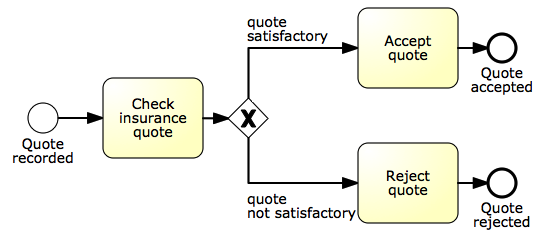 quote
satisfactory
Accept
quote
Quote
accepted
Check
insurance
quote
X
Quote
recorded
Reject
quote
quote
not satisfactory
Quote
rejected